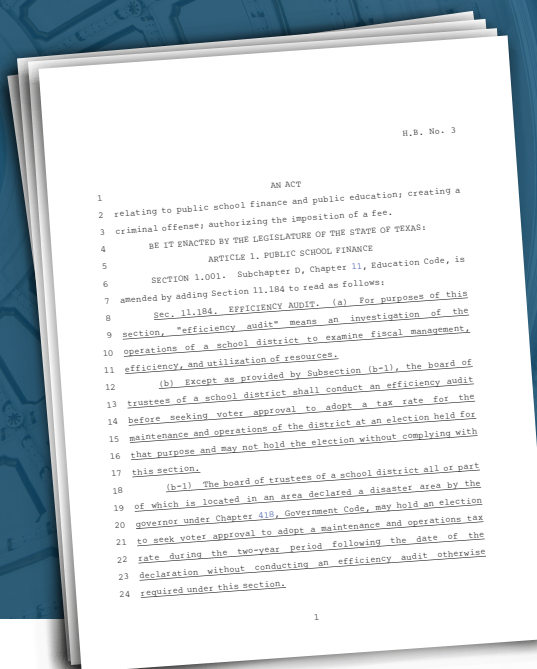 H.B. No. 3
1 AN ACT
2 relating to public school finance and public education; creating a
3 criminal offense; authorizing the imposition of a fee.
4 BE IT ENACTED BY THE LEGISLATURE OF THE STATE OF TEXAS:
5 ARTICLE 1. PUBLIC SCHOOL FINANCE
6 SECTION 1.001. Subchapter D, Chapter 11, Education Code, is
7 amended by adding Section 11.184 to read as follows:
8 Sec. 11.184. EFFICIENCY AUDIT. (a) For purposes of this
9 section, "efficiency audit" means an investigation of the
10 operations of a school district to examine fiscal management,
11 efficiency, and utilization of resources.
12 (b) Except as provided by Subsection (b-1), the board of
13 trustees of a school district shall conduct an efficiency audit
14 before seeking voter approval to adopt a tax rate for the
15 maintenance and operations of the district at an election held for
16 that purpose and may not hold the election without complying with
17 this section.
18 (b-1) The board of trustees of a school district all or part
19 of which is located in an area declared a disaster area by the
20 governor under Chapter 418, Government Code, may hold an election
21 to seek voter approval to adopt a maintenance and operations tax
22 rate during the two-year period following the date of the
23 declaration without conducting an efficiency audit otherwise
24 required under this section.
1